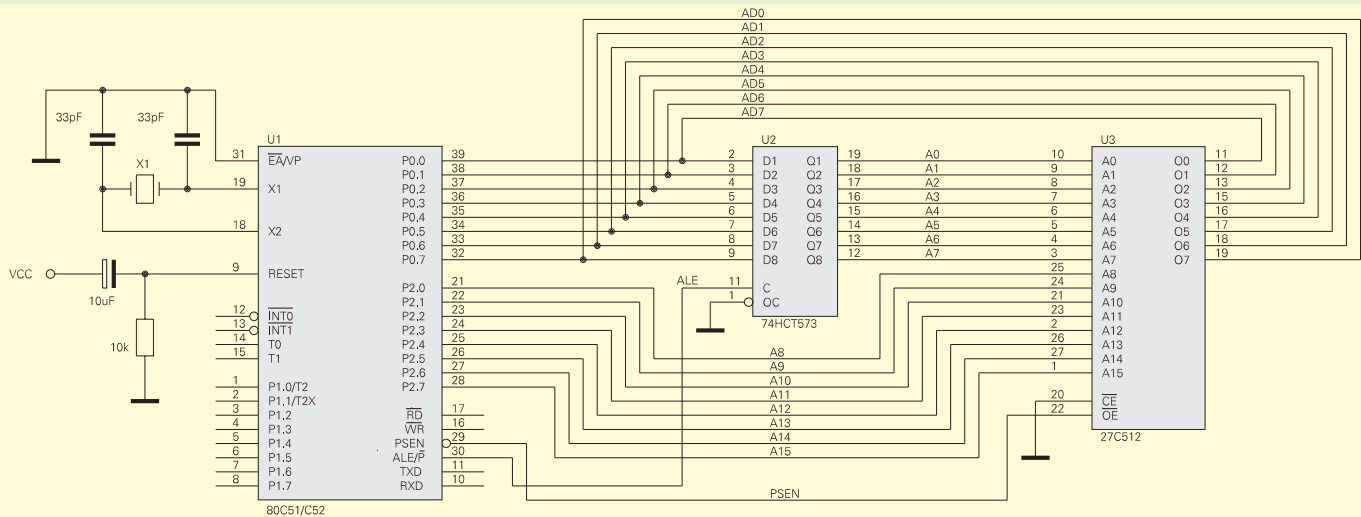 AD0
AD1
AD2
AD3
AD4
AD5
AD6
AD7
33pF 33pF
X1
U1
31 EA/VP P0.0 39
P0.1 38
19 X1 P0.2 37
P0.3 36
P0.4 35
18 X2 P0.5 34
P0.6 33
P0.7 32
VCC 10uF 9 RESET
10k
P2.0 21
P2.1 22
12 INT0 P2.2 23
13 INT1 P2.3 24
14 T0 P2.4 25
15 T1 P2.5 26
P2.6 27
1 P1.0/T2 P2.7 28
2 P1.1/T2X
3 P1.2 RD 17
4 P1.3 WR 16
5 P1.4 PSEN 29
6 P1.5 ALE/P 30
7 P1.6 TXD 11
8 P1.7 RXD 10
80C51/C52
U2
2 D1 Q1 19 A0
3 D2 Q2 18 A1
4 D3 Q3 17 A2
5 D4 Q4 16 A3
6 D5 Q5 15 A4
7 D6 Q6 14 A5
8 D7 Q7 13 A6
9 D8 Q8 12 A7
ALE 11 C
1 OC
74HCT573
A8
A9
A10
A11
A12
A13
A14
A15
PSEN
U3
10 A0 O0 11
9 A1 O1 12
8 A2 O2 13
7 A3 O3 15
6 A4 O4 16
5 A5 O5 17
4 A6 O6 18
3 A7 O7 19
25 A8
24 A9
21 A10
23 A11
2 A12
26 A13
27 A14
1 A15
20 CE
22 OE
27C512